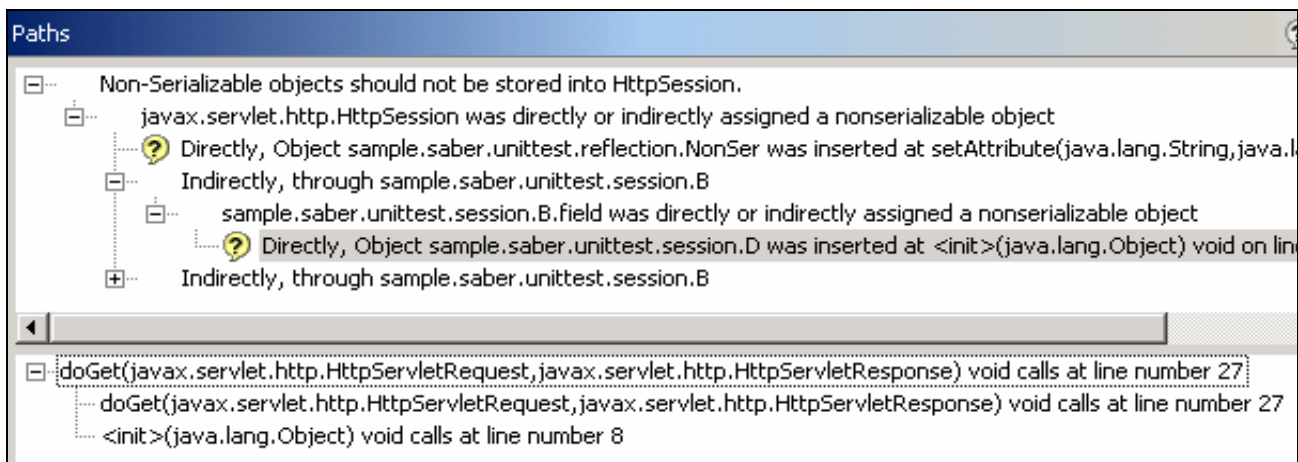 Paths
Non-Serializable objects should not be stored into HttpSession.
javax.servlet.http.HttpSession was directly or indirectly assigned a nonserializable object
Directly, Object sample.saber.unittest.reflection.NonSer was inserted at setAttribute(java.lang.String,java.l
Indirectly, through sample.saber.unittest.session.B
sample.saber.unittest.session.B.field was directly or indirectly assigned a nonserializable object
Directly, Object sample.saber.unittest.session.D was inserted at <init>(java.lang.Object) void on lin
Indirectly, through sample.saber.unittest.session.B
doGet(javax.servlet.http.HttpServletRequest,javax.servlet.http.HttpServletResponse) void calls at line number 27
doGet(javax.servlet.http.HttpServletRequest,javax.servlet.http.HttpServletResponse) void calls at line number 27
<init>(java.lang.Object) void calls at line number 8